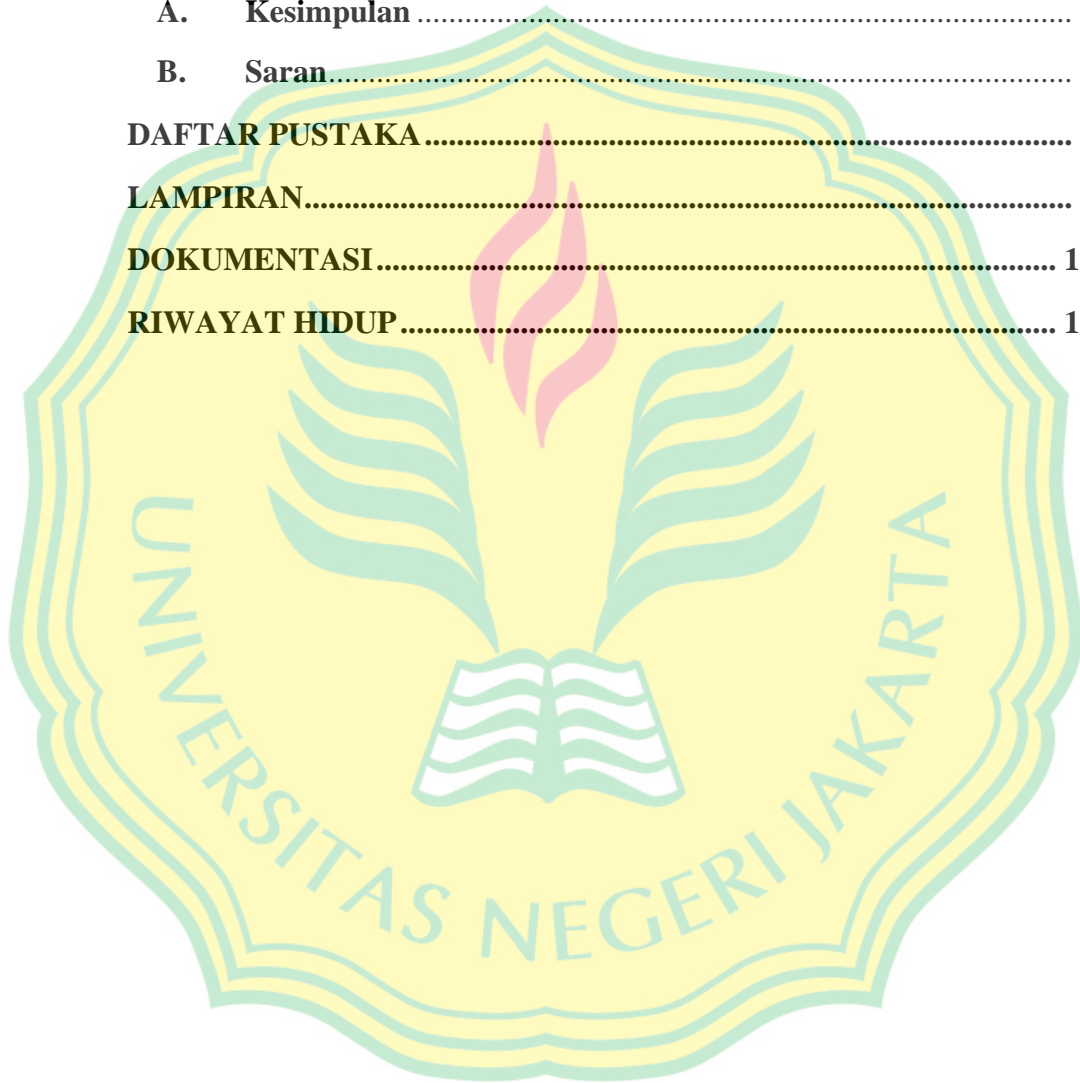 A. Kesimpulan ....................................................................................
B. Saran ....................................................................................
DAFTAR PUSTAKA ....................................................................................
LAMPIRAN ....................................................................................
DOKUMENTASI .................................................................................... 1
RIWAYAT HIDUP .................................................................................... 1
UNIVERSITAS NEGERI JAKARTA